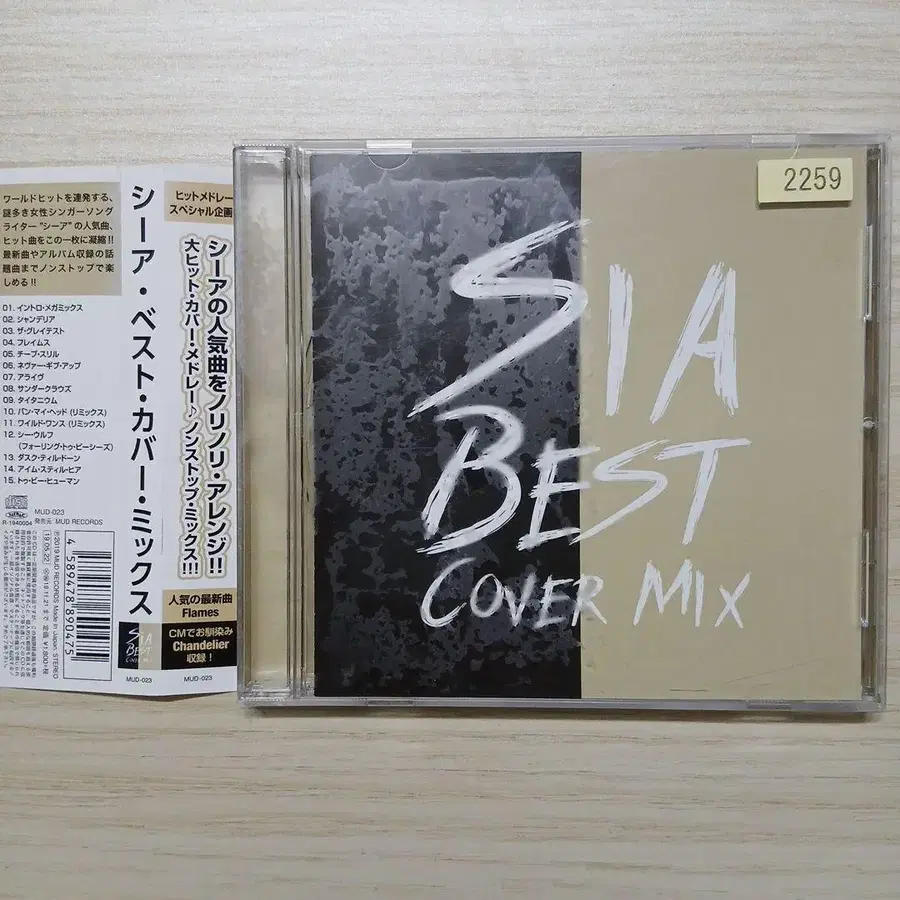 ワールドヒットを連発する、
謎多き女性シンガーソング
ライター"シーア"の人気曲、
ヒット曲をこの一枚に凝縮!!
最新曲やアルバム収録の話
題曲までノンストップで楽
しめる!!
01. イントロ・メガミックス
02. シャンデリア
03. ザ・グレイテスト
04. フレイムス
05. チープ・スリル
06. ネヴァー・ギブ・アップ
07. アライヴ
08. サンダークラウズ
09. タイタニウム
10. バン・マイ・ヘッド (リミックス)
11. ワイルド・ワンス (リミックス)
12. シー・ウルフ
(フォーリング・トゥ・ピーシーズ)
13. ダスク・ティル・ドーン
14. アイム・スティル・ヒア
15. トゥ・ビー・ヒューマン
MUD-023
R-1940004
発売元: MUD RECORDS
4 589478 890475
シーア・ベスト・カバー・ミックス
SIA
BEST
COVER MIX
MUD-023
ヒットメドレー
スペシャル企画
シーアの人気曲をノリノリ・アレンジ!!
大ヒット・カバー・メドレー♪ノンストップ・ミックス!!!
人気の最新曲
Flames
CMでお馴染み
Chandelier
収録!
MUD-023
2259
SIA
BEST
COVER MIX